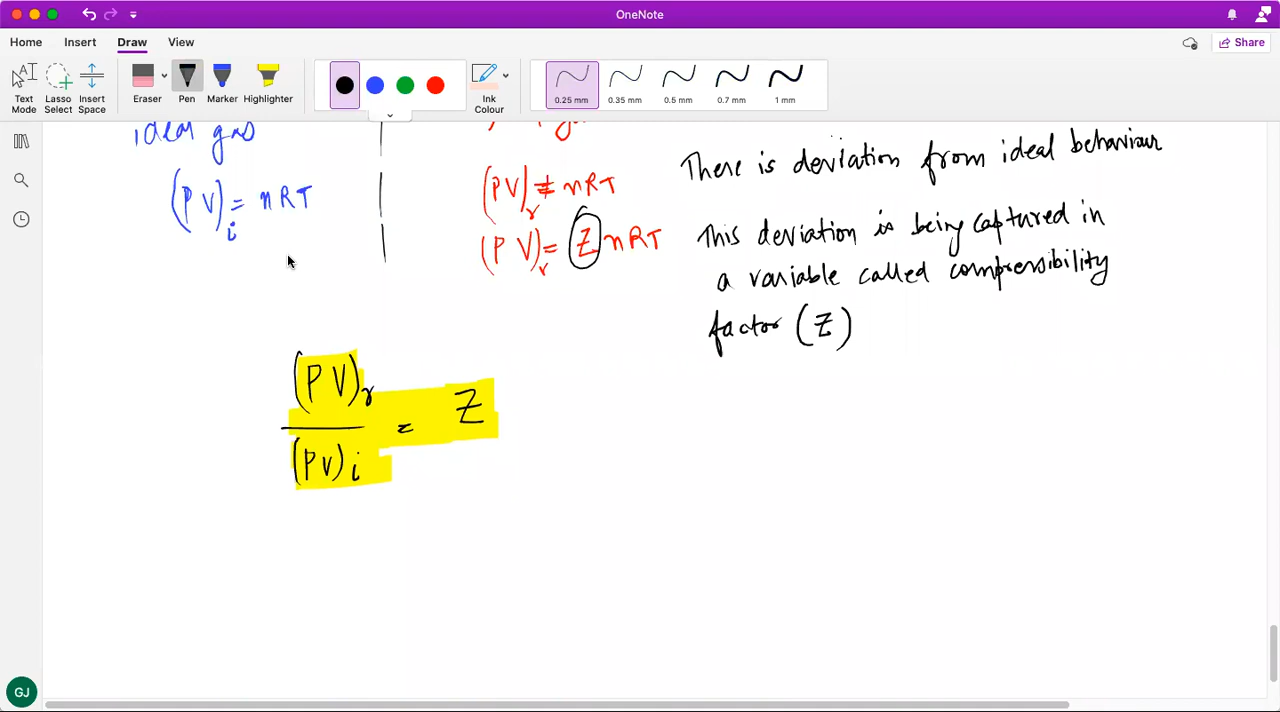 OneNote
Home Insert Draw View
Share
Text Mode
Lasso Select
Insert Space
Eraser
Pen
Marker
Highlighter
Ink Colour
0.25 mm
0.35 mm
0.5 mm
0.7 mm
1 mm
ideal gas
(PV)i = nRT
(PV)r ≠ nRT
(PV)r = Z nRT
There is deviation from ideal behaviour
This deviation is being captured in
a variable called compressibility
factor (Z)
(PV)r
= Z
(PV)i
GJ